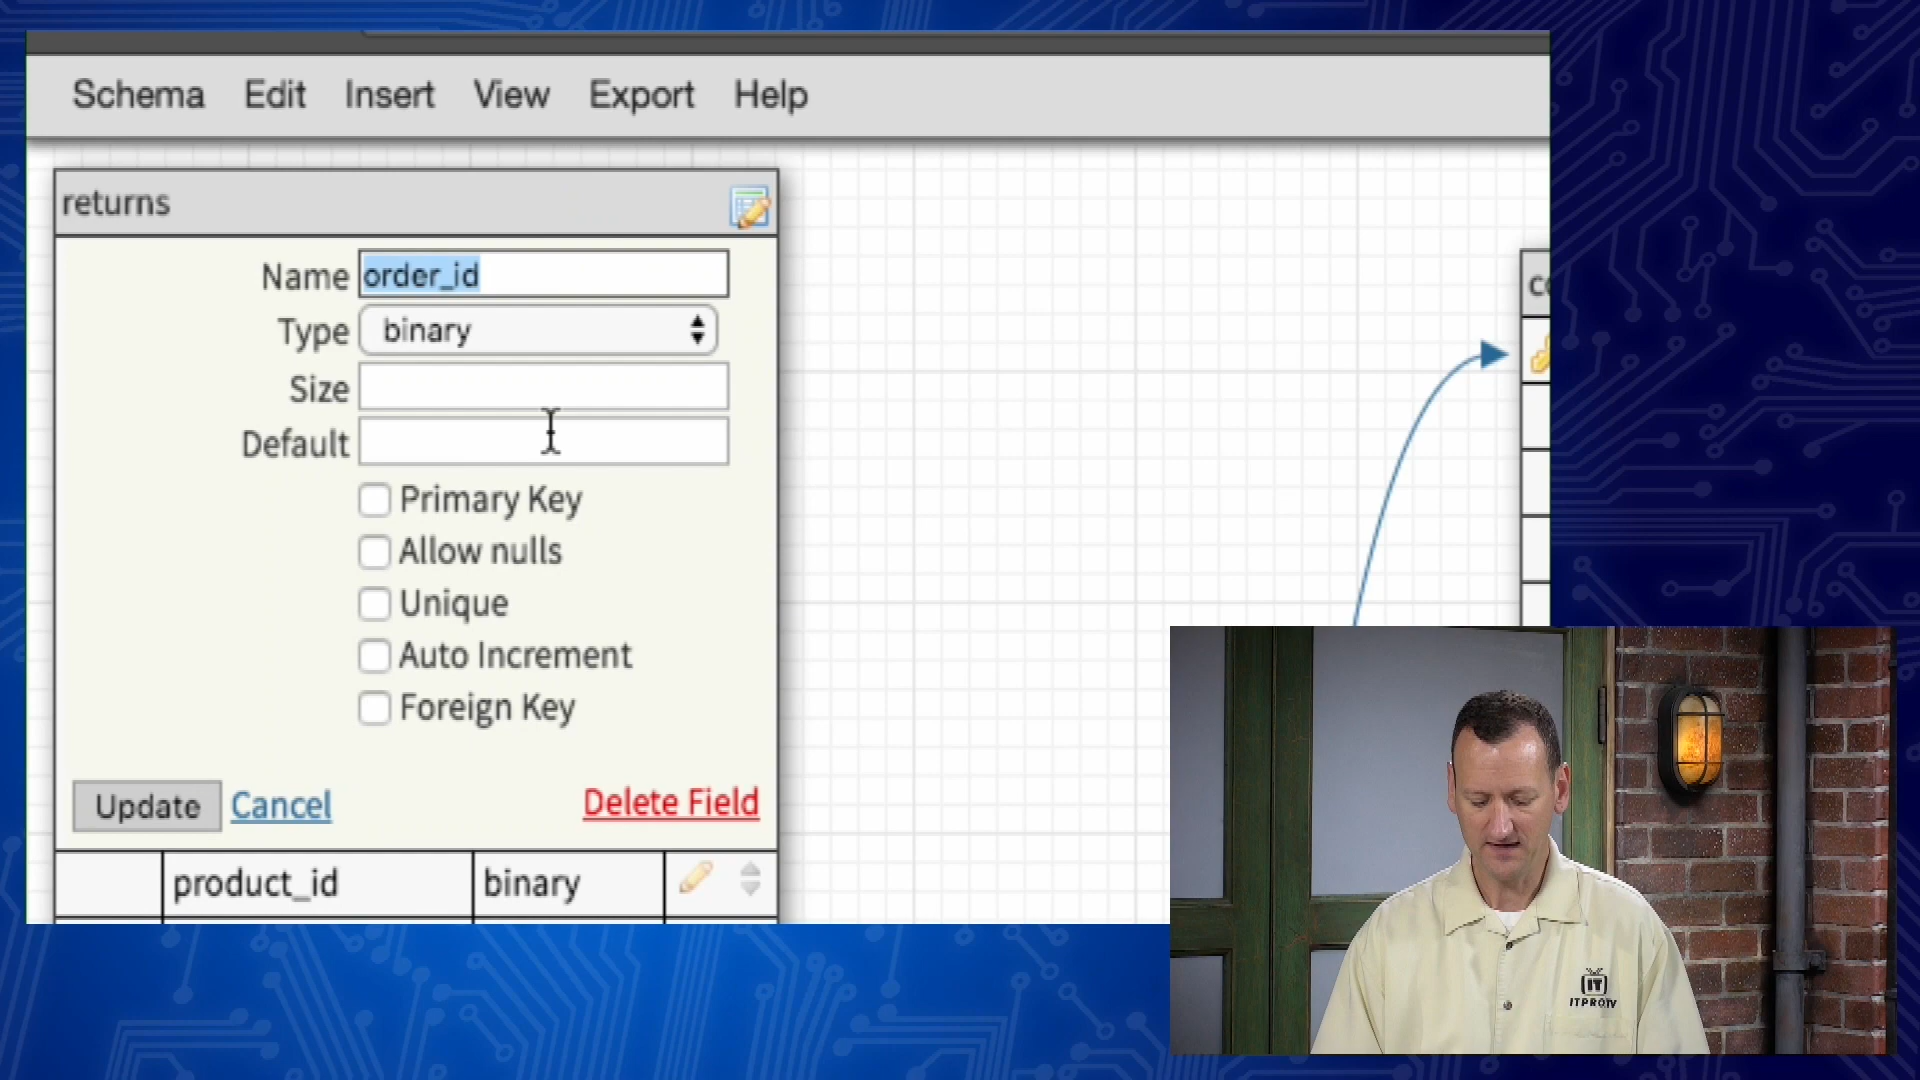 Schema Edit Insert View Export Help
returns
Name order_id
Type binary
Size
Default
Primary Key
Allow nulls
Unique
Auto Increment
Foreign Key
Update Cancel Delete Field
product_id binary
IT
ITPROTV